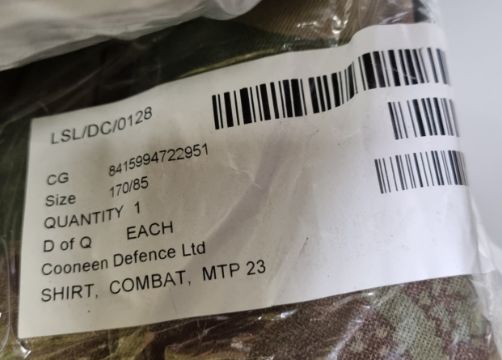 LSL/DC/0128
CG 8415994722951
Size 170/85
QUANTITY 1
D of Q EACH
Cooneen Defence Ltd
SHIRT, COMBAT, MTP 23